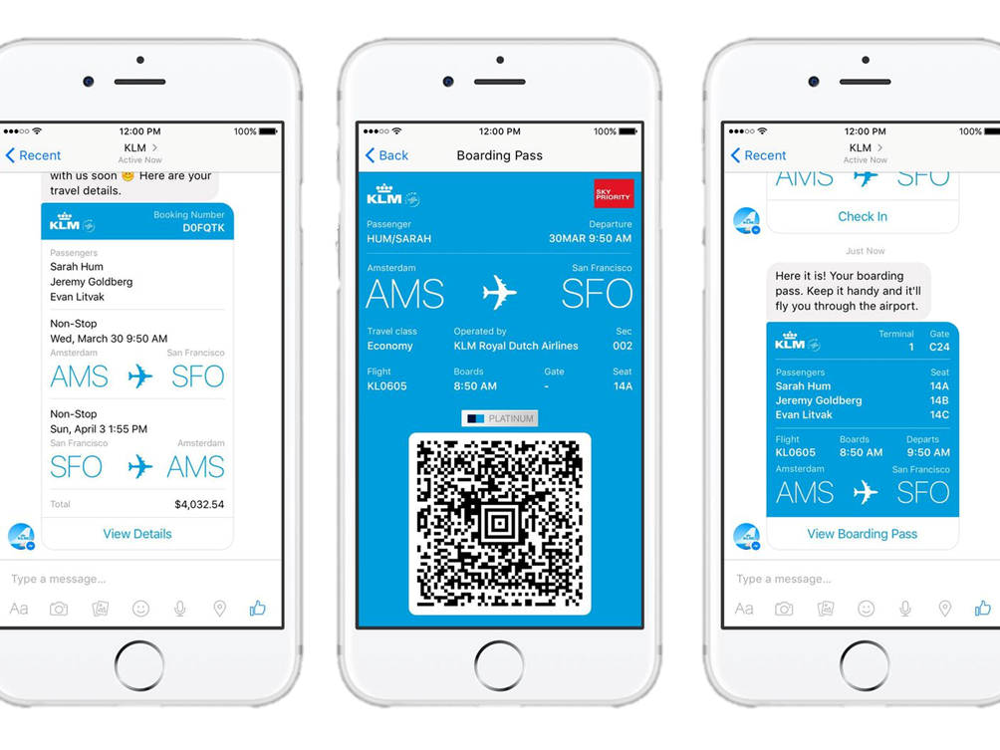 12:00 PM
100%
Recent
KLM
Active Now
with us soon 😊 Here are your
travel details.
KLM
Booking Number
D0FQTK
Passengers
Sarah Hum
Jeremy Goldberg
Evan Litvak
Non-Stop
Wed, March 30 9:50 AM
Amsterdam San Francisco
AMS SFO
Non-Stop
Sun, April 3 1:55 PM
San Francisco Amsterdam
SFO AMS
Total $4,032.54
View Details
Type a message...
Aa
12:00 PM
100%
Back
Boarding Pass
KLM
SKY
PRIORITY
Passenger Departure
HUM/SARAH 30MAR 9:50 AM
Amsterdam San Francisco
AMS SFO
Travel class Operated by Sec
Economy KLM Royal Dutch Airlines 002
Flight Boards Gate Seat
KL0605 8:50 AM - 14A
PLATINUM
12:00 PM
100%
Recent
KLM
Active Now
AMS SFO
Check In
Just Now
Here it is! Your boarding
pass. Keep it handy and it'll
fly you through the airport.
KLM
Terminal Gate
1 C24
Passengers Seat
Sarah Hum 14A
Jeremy Goldberg 14B
Evan Litvak 14C
Flight Boards Departs
KL0605 8:50 AM 9:50 AM
Amsterdam San Francisco
AMS SFO
View Boarding Pass
Type a message...
Aa